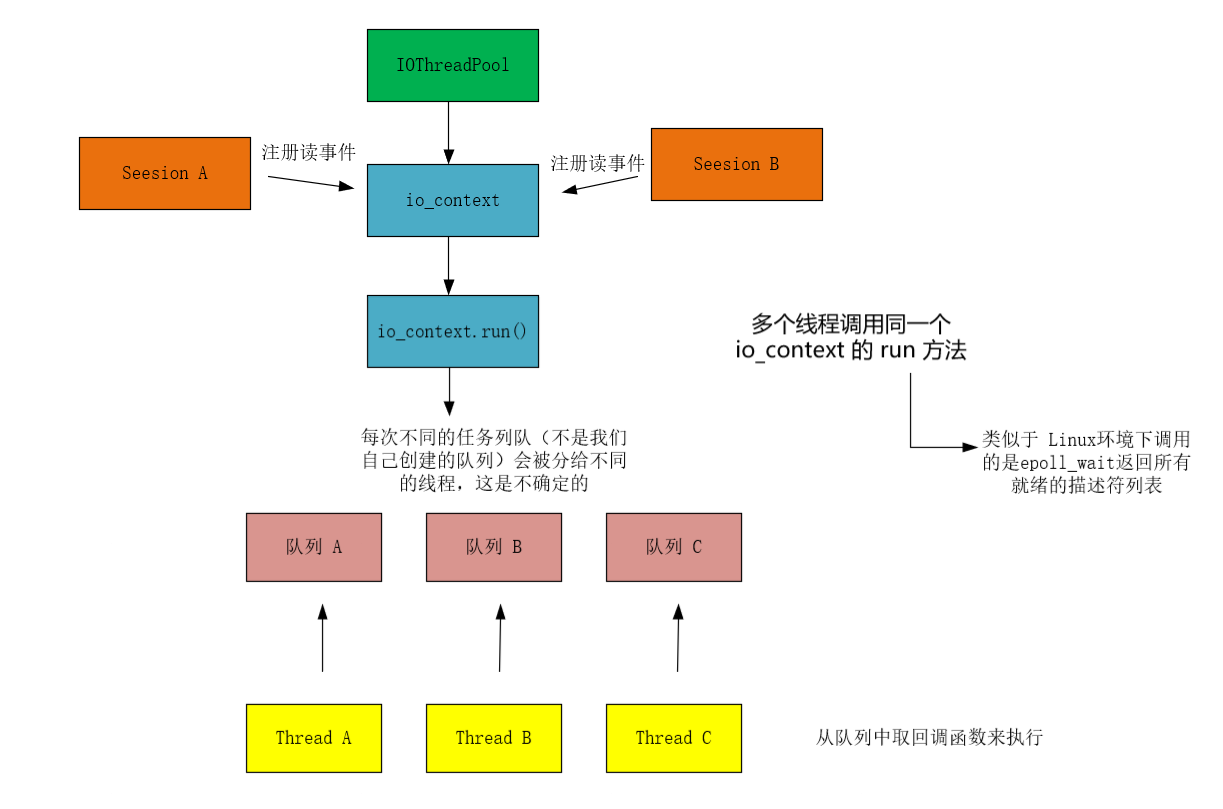 IOThreadPool
Seesion A
注册读事件
注册读事件
Seesion B
io_context
io_context.run()
多个线程调用同一个
io_context 的 run 方法
每次不同的任务列队（不是我们
自己创建的队列）会被分给不同
的线程，这是不确定的
类似于 Linux环境下调用
的是epoll_wait返回所有
就绪的描述符列表
队列 A
队列 B
队列 C
Thread A
Thread B
Thread C
从队列中取回调函数来执行